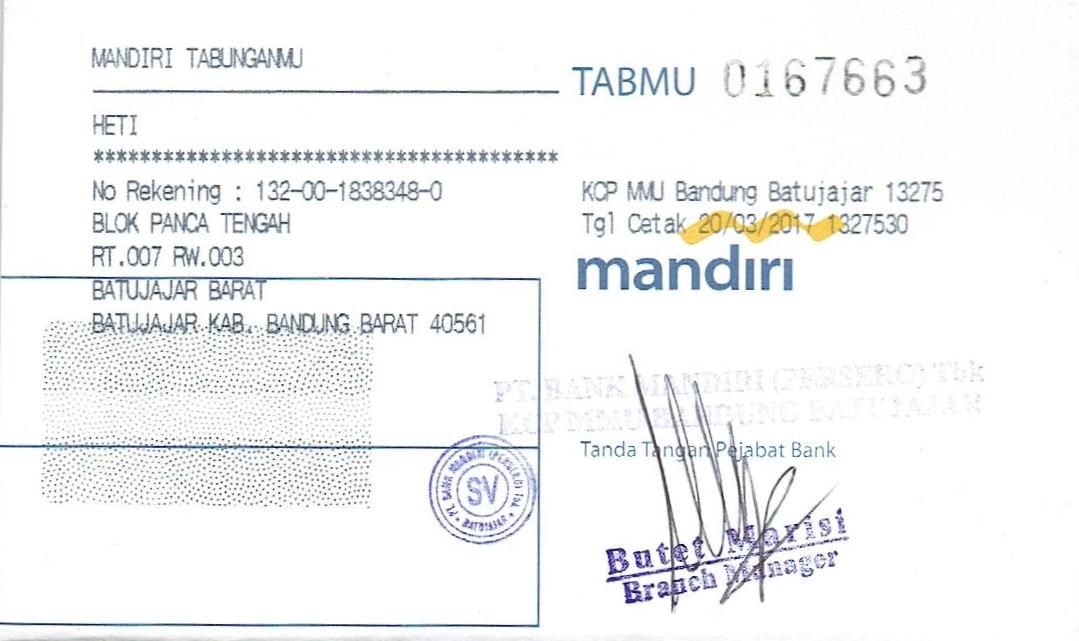 MANDIRI TABUNGANMU
TABMU 0167663
HETI
****************************************
No Rekening : 132-00-1838348-0
BLOK PANCA TENGAH
RT.007 RW.003
BATUJAJAR BARAT
BATUJAJAR KAB. BANDUNG BARAT 40561
KCP MMU Bandung Batujajar 13275
Tgl Cetak 20/03/2017 1327530
mandiri
PT. BANK MANDIRI (PERSERO) Tbk
KCP MMU BANDUNG BATUJAJAR
Tanda Tangan Pejabat Bank
PT. BANK MANDIRI (PERSERO) Tbk.
SV
BATUJAJAR
Butet Marisi
Branch Manager